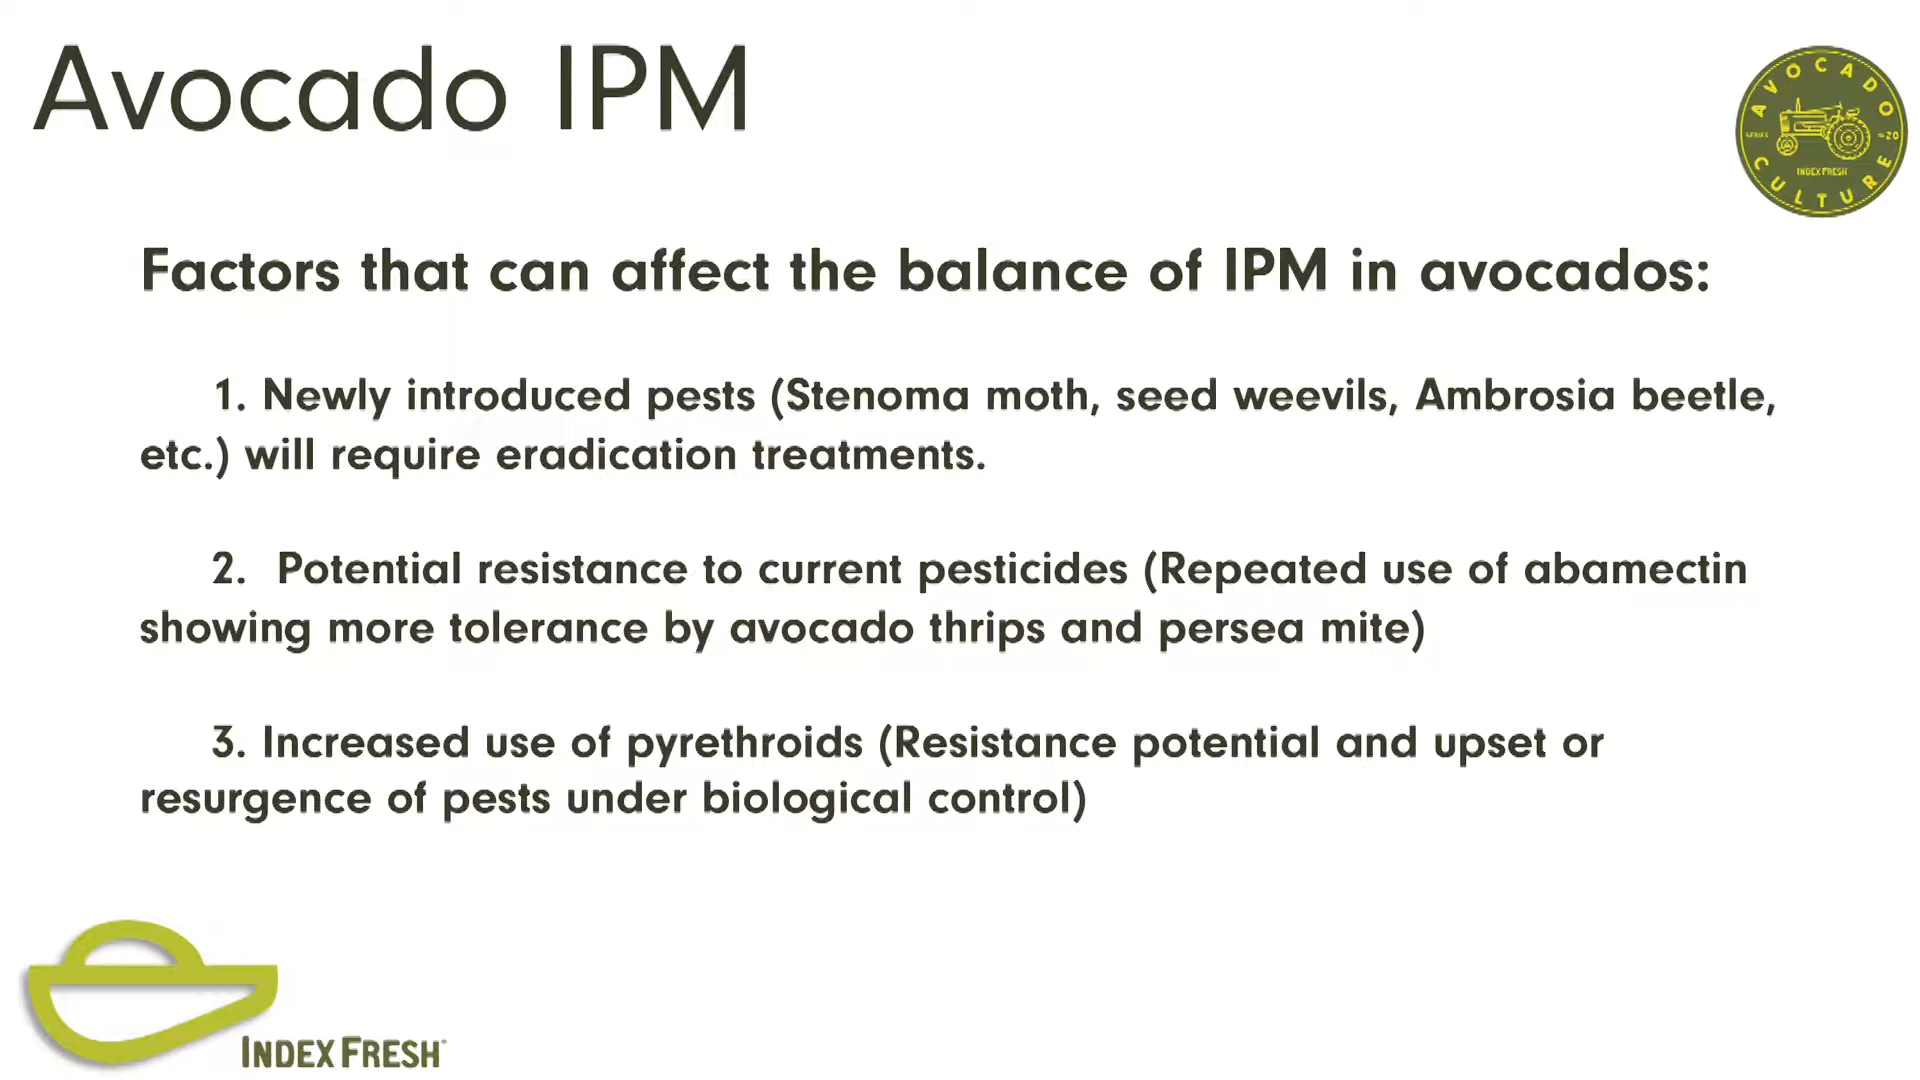 Avocado IPM
AVOCADO
SERIES
INDEX FRESH
CULTURE
Factors that can affect the balance of IPM in avocados:
1. Newly introduced pests (Stenoma moth, seed weevils, Ambrosia beetle,
etc.) will require eradication treatments.
2. Potential resistance to current pesticides (Repeated use of abamectin
showing more tolerance by avocado thrips and persea mite)
3. Increased use of pyrethroids (Resistance potential and upset or
resurgence of pests under biological control)
INDEX FRESH